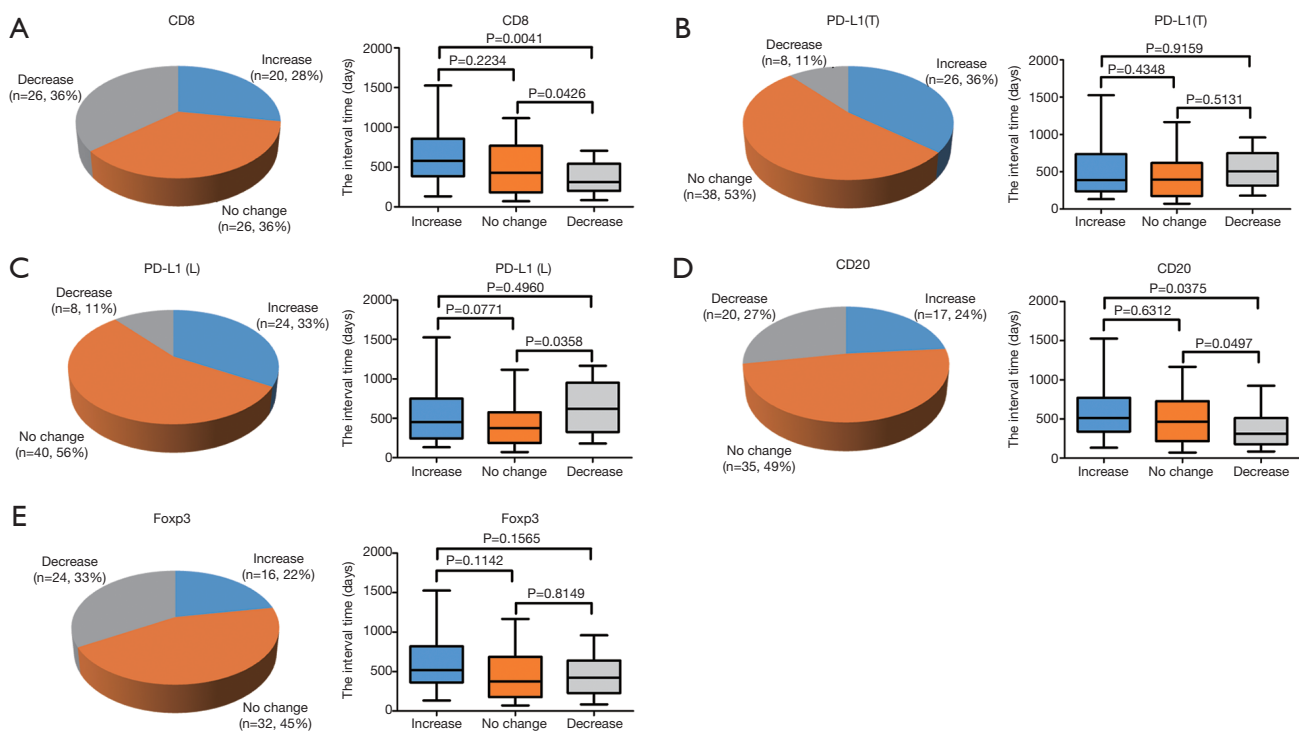 A
CD8
Increase
(n=20, 28%)
Decrease
(n=26, 36%)
No change
(n=26, 36%)
CD8
The interval time (days)
2000
1500
1000
500
0
P=0.0041
P=0.2234
P=0.0426
Increase No change Decrease
B
PD-L1(T)
Decrease
(n=8, 11%)
Increase
(n=26, 36%)
No change
(n=38, 53%)
PD-L1(T)
The interval time (days)
2000
1500
1000
500
0
P=0.9159
P=0.4348
P=0.5131
Increase No change Decrease
C
PD-L1 (L)
Decrease
(n=8, 11%)
Increase
(n=24, 33%)
No change
(n=40, 56%)
PD-L1 (L)
The interval time (days)
2000
1500
1000
500
0
P=0.4960
P=0.0771
P=0.0358
Increase No change Decrease
D
CD20
Decrease
(n=20, 27%)
Increase
(n=17, 24%)
No change
(n=35, 49%)
CD20
The interval time (days)
2000
1500
1000
500
0
P=0.0375
P=0.6312
P=0.0497
Increase No change Decrease
E
Foxp3
Decrease
(n=24, 33%)
Increase
(n=16, 22%)
No change
(n=32, 45%)
Foxp3
The interval time (days)
2000
1500
1000
500
0
P=0.1565
P=0.1142
P=0.8149
Increase No change Decrease